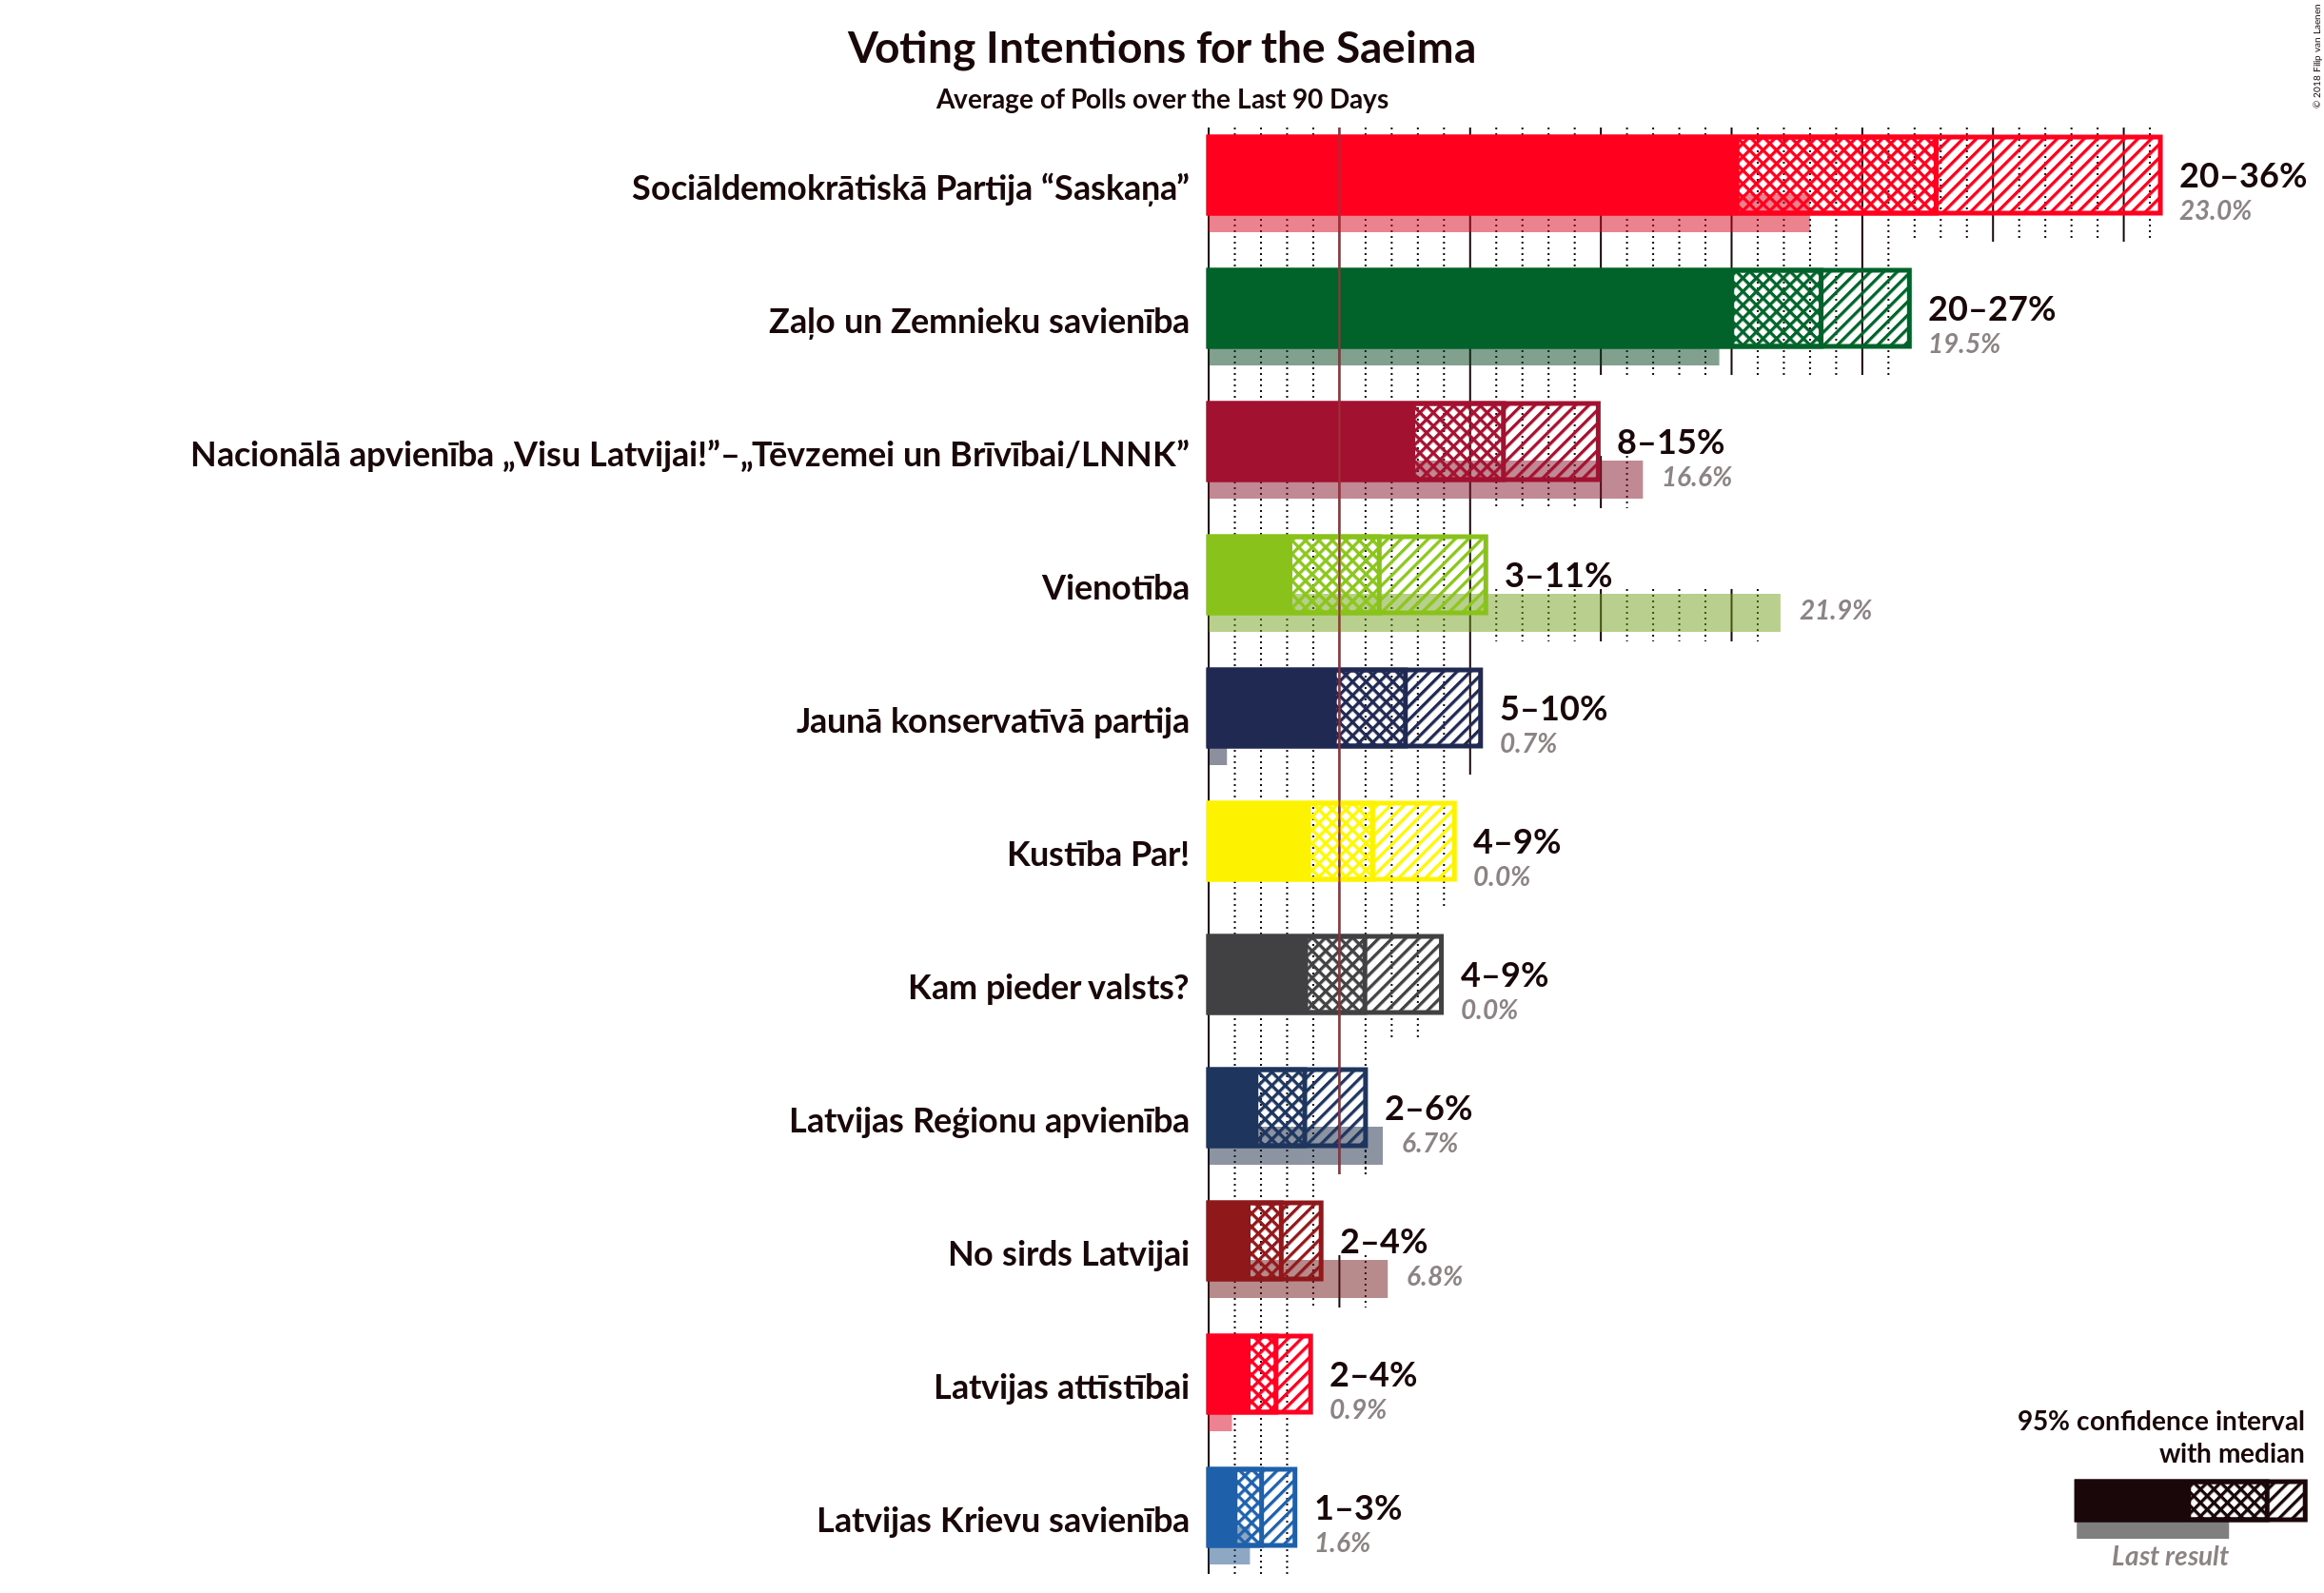 Voting Intentions for the Saeima
Average of Polls over the Last 90 Days
© 2018 Filip van Laenen
Sociāldemokrātiskā Partija “Saskaņa”
20–36%
23.0%
Zaļo un Zemnieku savienība
20–27%
19.5%
Nacionālā apvienība „Visu Latvijai!”–„Tēvzemei un Brīvībai/LNNK”
8–15%
16.6%
Vienotība
3–11%
21.9%
Jaunā konservatīvā partija
5–10%
0.7%
Kustība Par!
4–9%
0.0%
Kam pieder valsts?
4–9%
0.0%
Latvijas Reģionu apvienība
2–6%
6.7%
No sirds Latvijai
2–4%
6.8%
Latvijas attīstībai
2–4%
0.9%
Latvijas Krievu savienība
1–3%
1.6%
95% confidence interval
with median
Last result